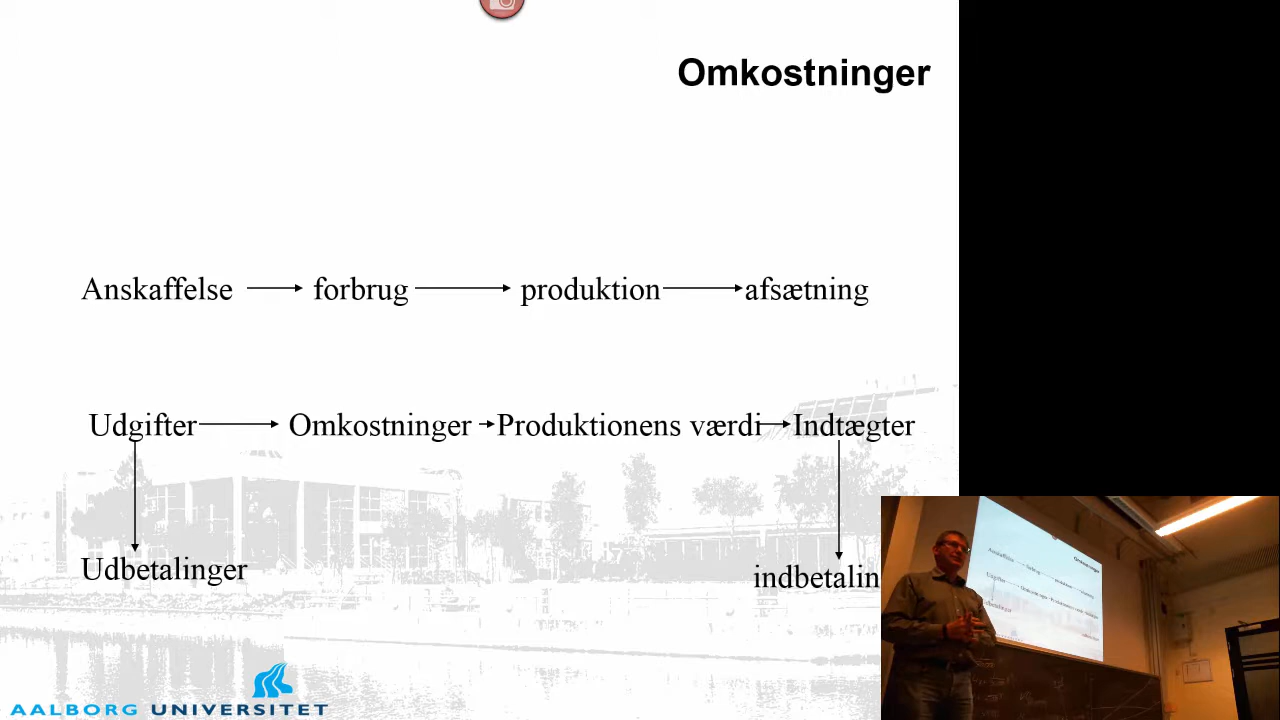 Omkostninger
Anskaffelse forbrug produktion afsætning
Udgifter Omkostninger Produktionens værdi Indtægter
Udbetalinger indbetalin
AALBORG UNIVERSITET